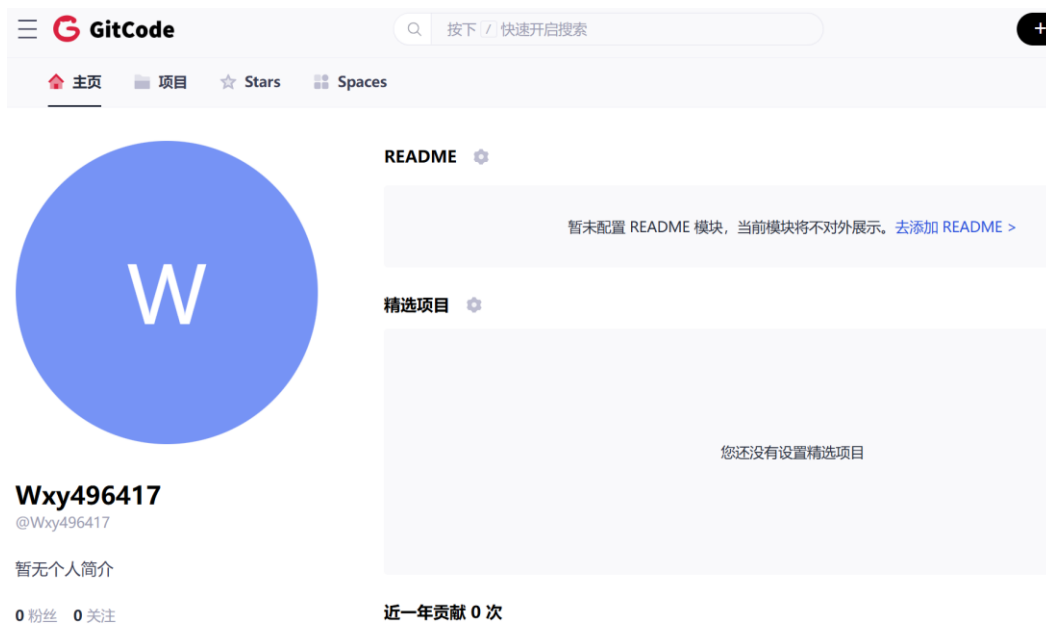 GitCode
按下 / 快速开启搜索
+
主页 项目 Stars Spaces
W
Wxy496417
@Wxy496417
暂无个人简介
0 粉丝 0 关注
README
暂未配置 README 模块，当前模块将不对外展示。去添加 README >
精选项目
您还没有设置精选项目
近一年贡献 0 次